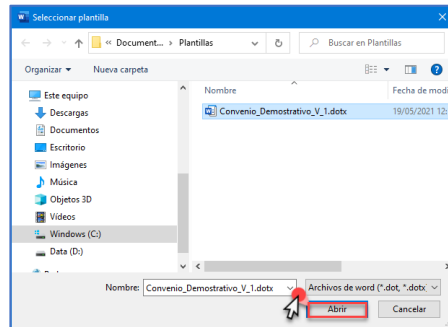 Seleccionar plantilla
« Document... › Plantillas
Buscar en Plantillas
Organizar
Nueva carpeta
Nombre
Fecha de modi
Este equipo
Descargas
Documentos
Escritorio
Imágenes
Música
Objetos 3D
Vídeos
Windows (C:)
Data (D:)
Convenio_Demostrativo_V_1.dotx
19/05/2021 12:
Nombre:
Convenio_Demostrativo_V_1.dotx
Archivos de word (*.dot, *.dotx,
Abrir
Cancelar